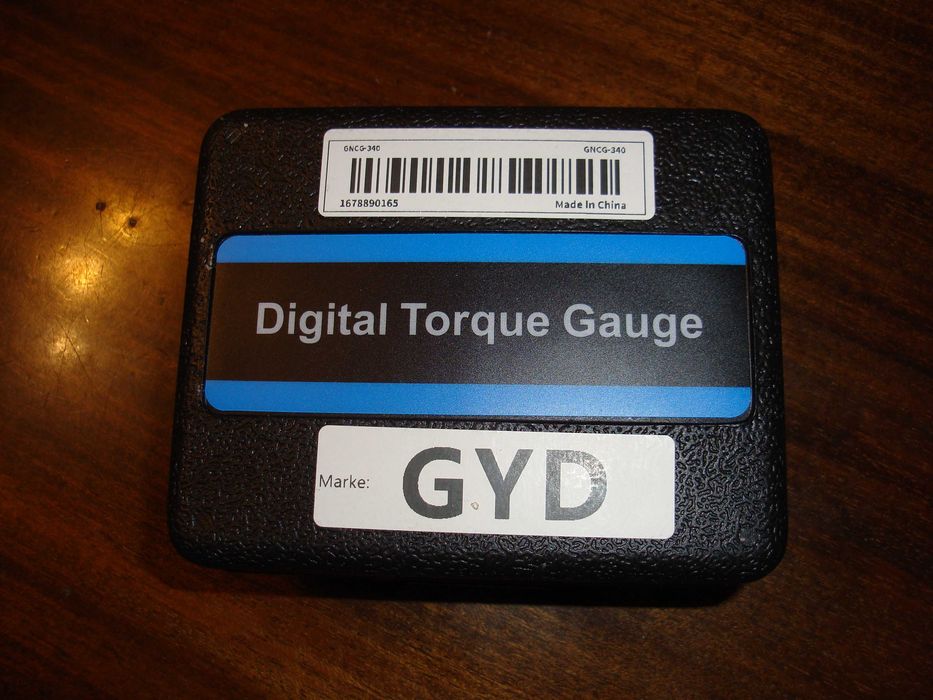 GNCG-340 GNCG-340
1678890165 Made In China
Digital Torque Gauge
Marke: GYD